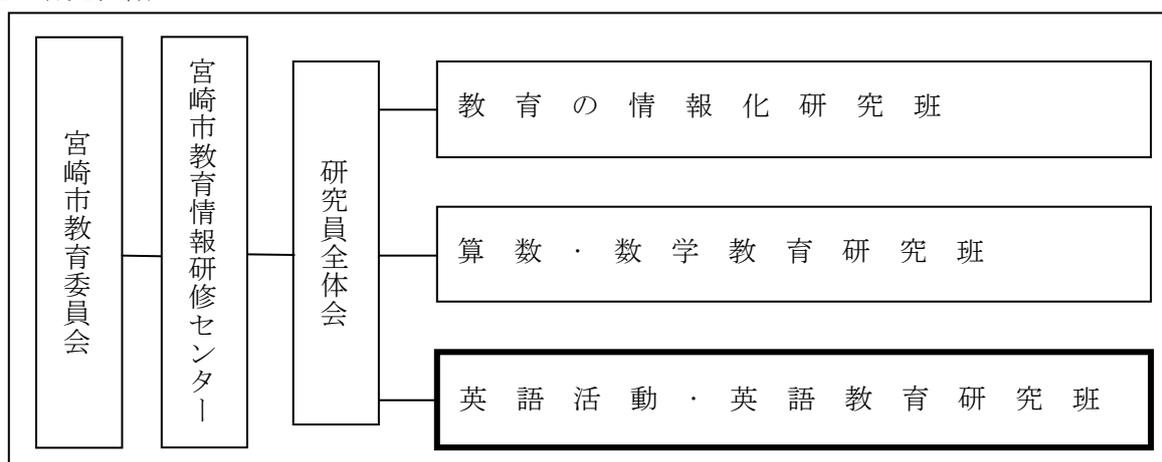 宮崎市教育委員会
宮崎市教育情報研修センター
研究員全体会
教育の情報化研究班
算数・数学教育研究班
英語活動・英語教育研究班